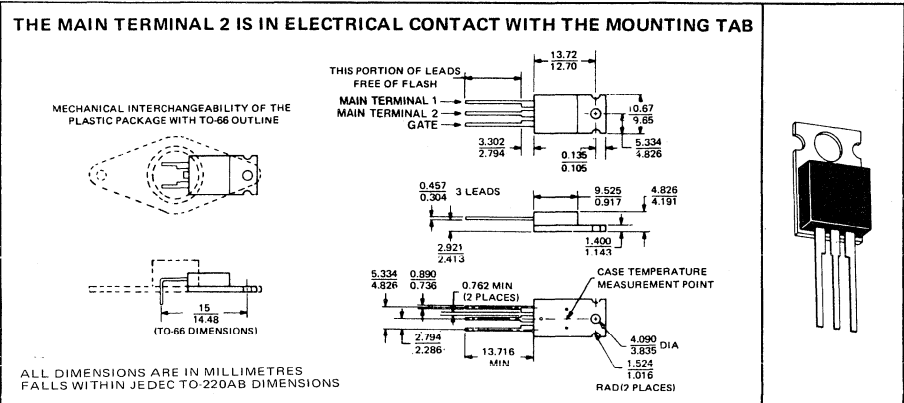 THE MAIN TERMINAL 2 IS IN ELECTRICAL CONTACT WITH THE MOUNTING TAB
13.72
12.70
THIS PORTION OF LEADS
FREE OF FLASH
MAIN TERMINAL 1
MAIN TERMINAL 2
GATE
10.67
9.65
3.302
2.794
0.135
0.105
5.334
4.826
MECHANICAL INTERCHANGEABILITY OF THE
PLASTIC PACKAGE WITH TO-66 OUTLINE
0.457
0.304
3 LEADS
9.525
0.917
4.826
4.191
2.921
2.413
1.400
1.143
15
14.48
(TO-66 DIMENSIONS)
5.334
4.826
0.890
0.736
0.762 MIN
(2 PLACES)
CASE TEMPERATURE
MEASUREMENT POINT
2.794
2.286
13.716
MIN
4.090
3.835
DIA
1.524
1.016
RAD(2 PLACES)
ALL DIMENSIONS ARE IN MILLIMETRES
FALLS WITHIN JEDEC TO-220AB DIMENSIONS